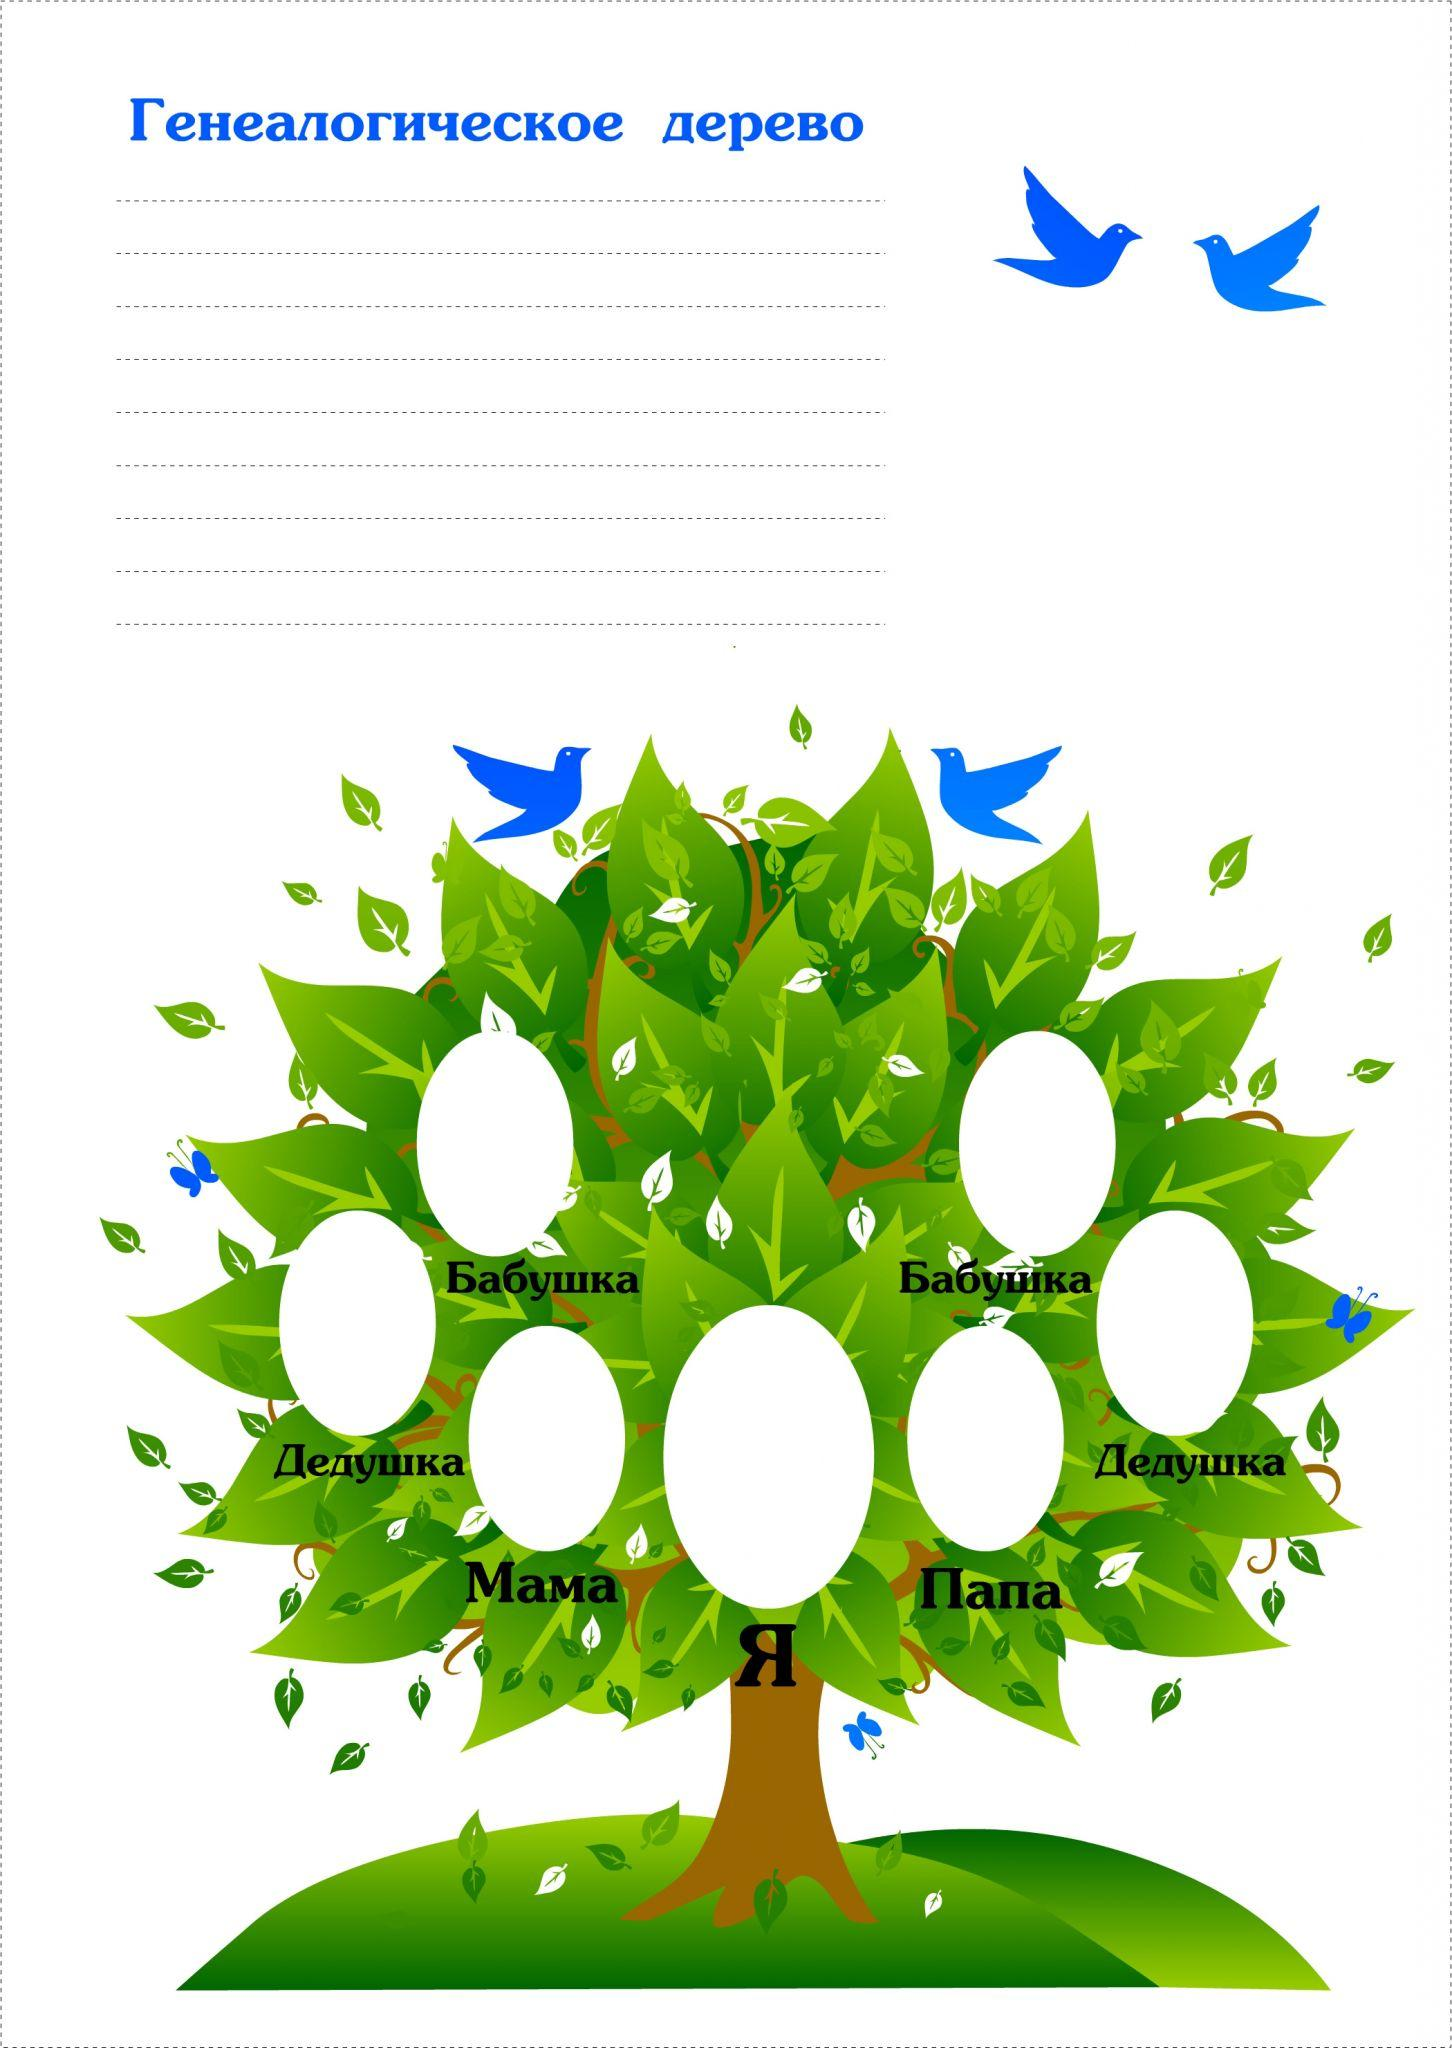 Генеалогическое дерево
Бабушка
Бабушка
Дедушка
Дедушка
Мама
Папа
Я